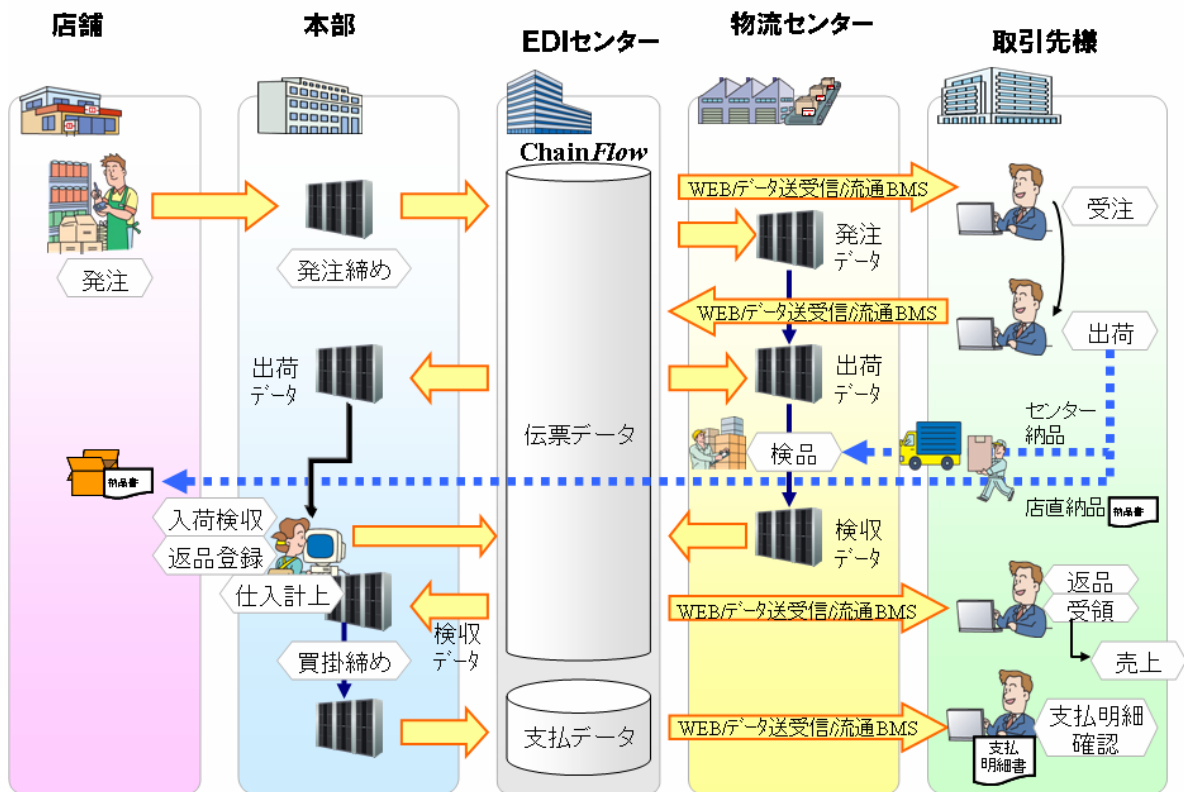 店舗
本部
EDIセンター
物流センター
取引先様
ChainFlow
WEB/データ送受信/流通BMS
受注
発注
データ
発注
発注締め
WEB/データ送受信/流通BMS
出荷
出荷
データ
出荷
データ
伝票データ
検品
センター
納品
納品書
店直納品
納品書
入荷検収
返品登録
検収
データ
仕入計上
検収
データ
WEB/データ送受信/流通BMS
返品
受領
買掛締め
売上
支払データ
WEB/データ送受信/流通BMS
支払明細
確認
支払
明細書